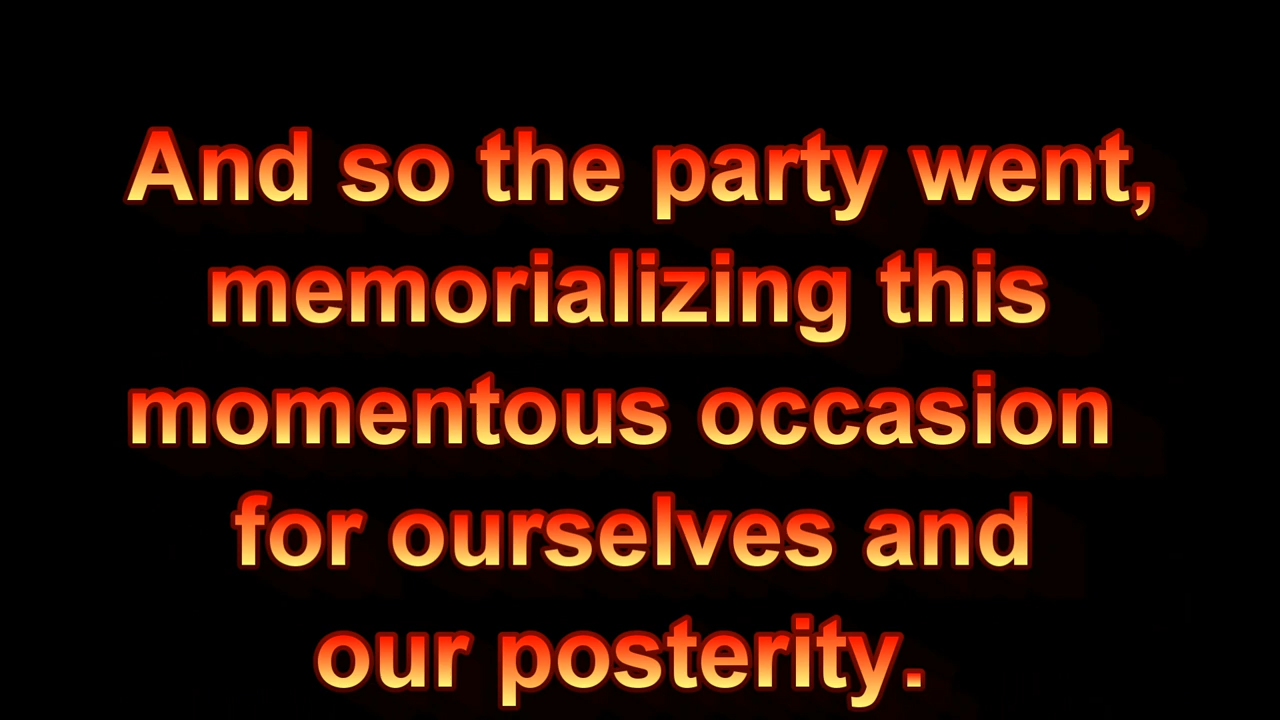 And so the party went,
memorializing this
momentous occasion
for ourselves and
our posterity.